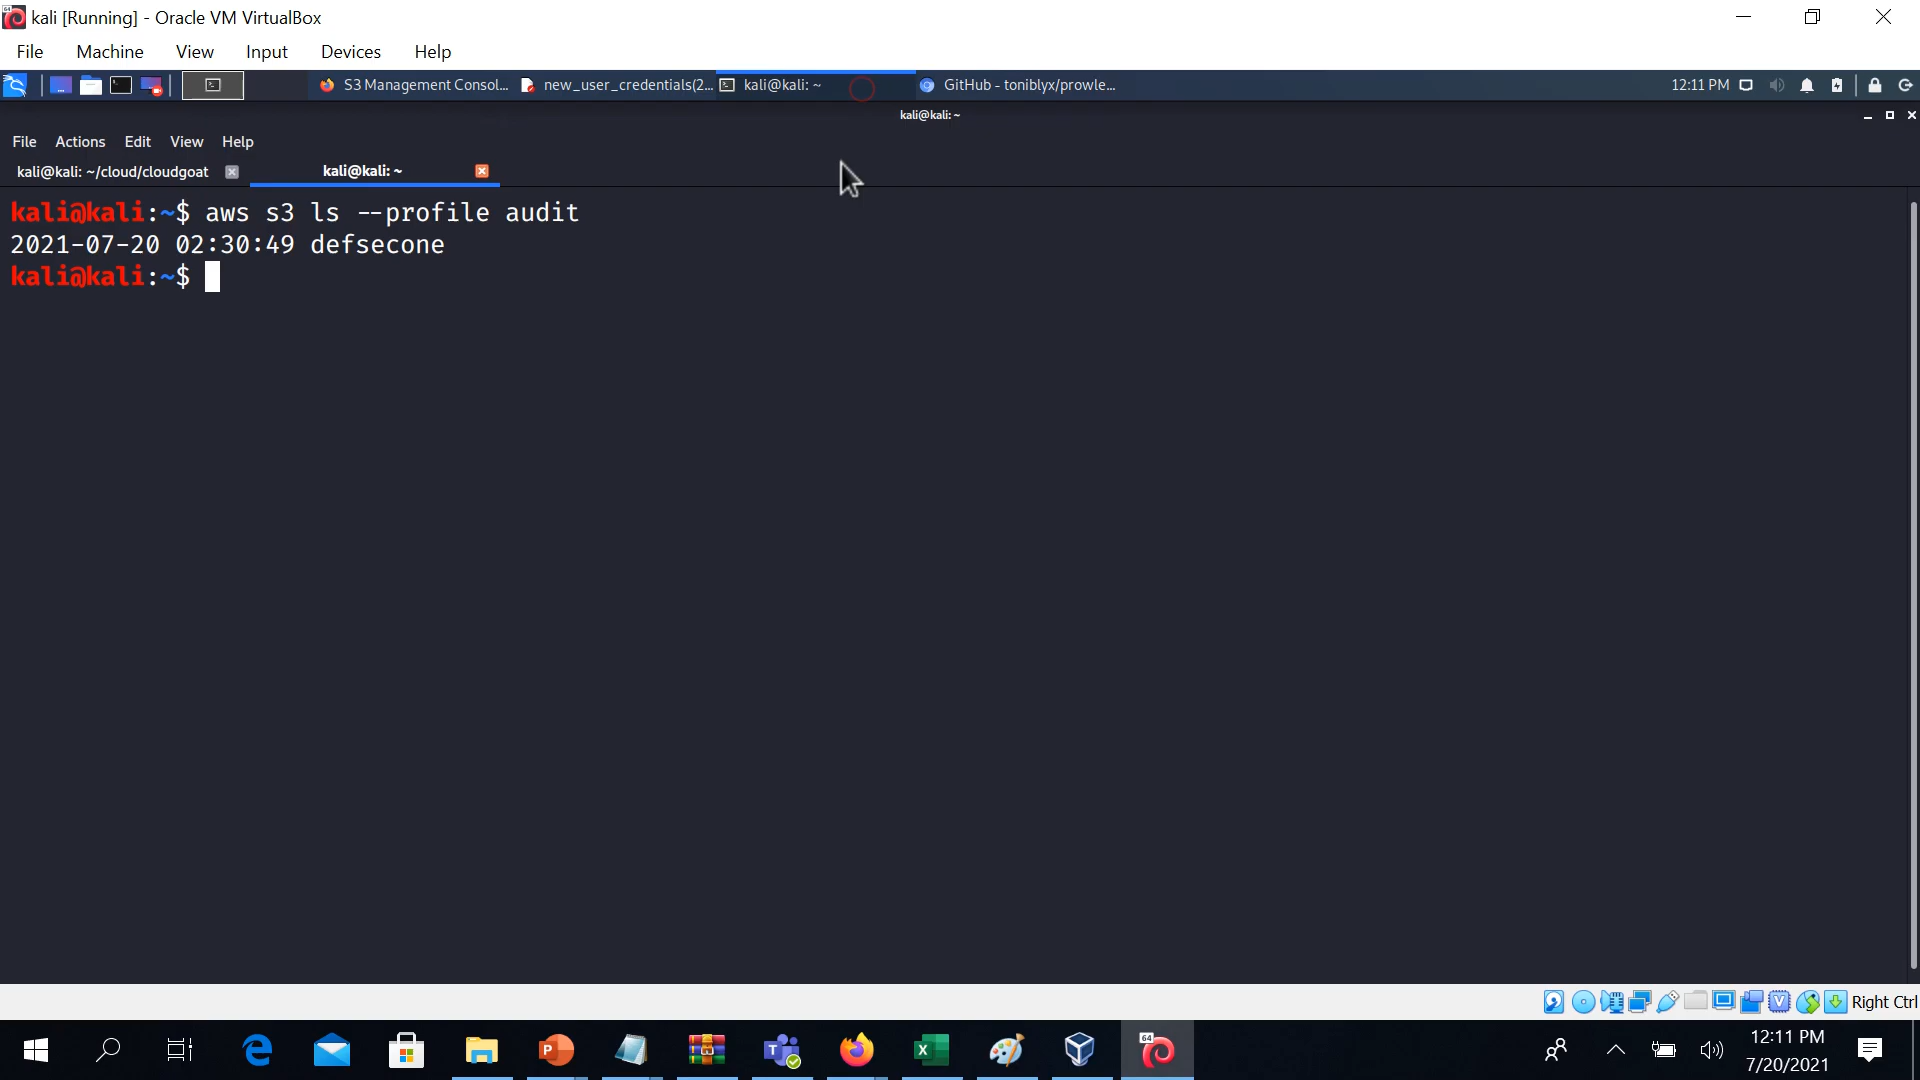 kali [Running] - Oracle VM VirtualBox
File Machine View Input Devices Help
S3 Management Consol... new_user_credentials(2... kali@kali: ~ GitHub - toniblyx/prowle... 12:11 PM
kali@kali: ~
File Actions Edit View Help
kali@kali: ~/cloud/cloudgoat kali@kali: ~
kali@kali:~$ aws s3 ls --profile audit
2021-07-20 02:30:49 defsecone
kali@kali:~$
Right Ctrl
12:11 PM
7/20/2021